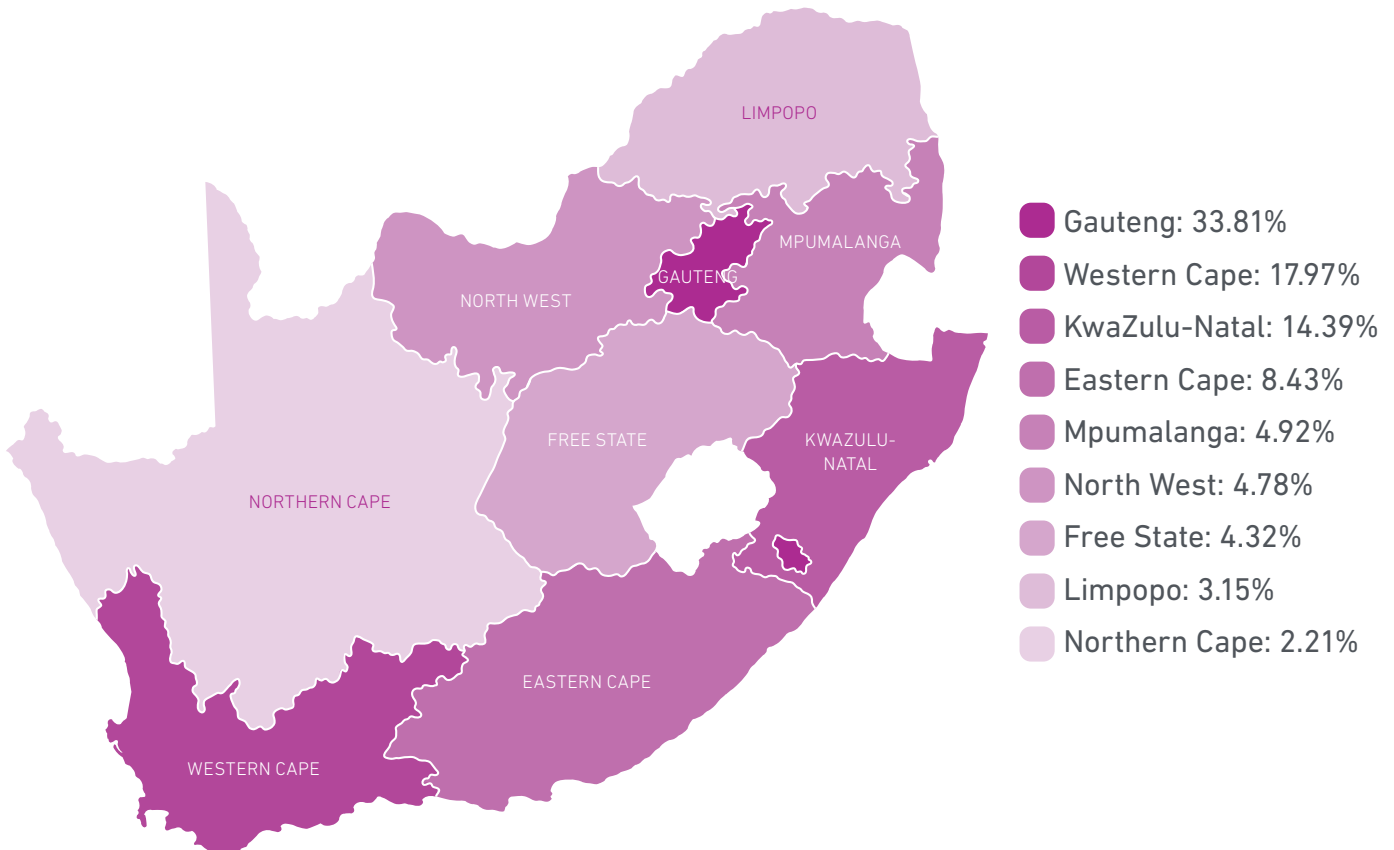 LIMPOPO
MPUMALANGA
GAUTENG
NORTH WEST
FREE STATE
KWAZULU-
NATAL
NORTHERN CAPE
EASTERN CAPE
WESTERN CAPE
Gauteng: 33.81%
Western Cape: 17.97%
KwaZulu-Natal: 14.39%
Eastern Cape: 8.43%
Mpumalanga: 4.92%
North West: 4.78%
Free State: 4.32%
Limpopo: 3.15%
Northern Cape: 2.21%